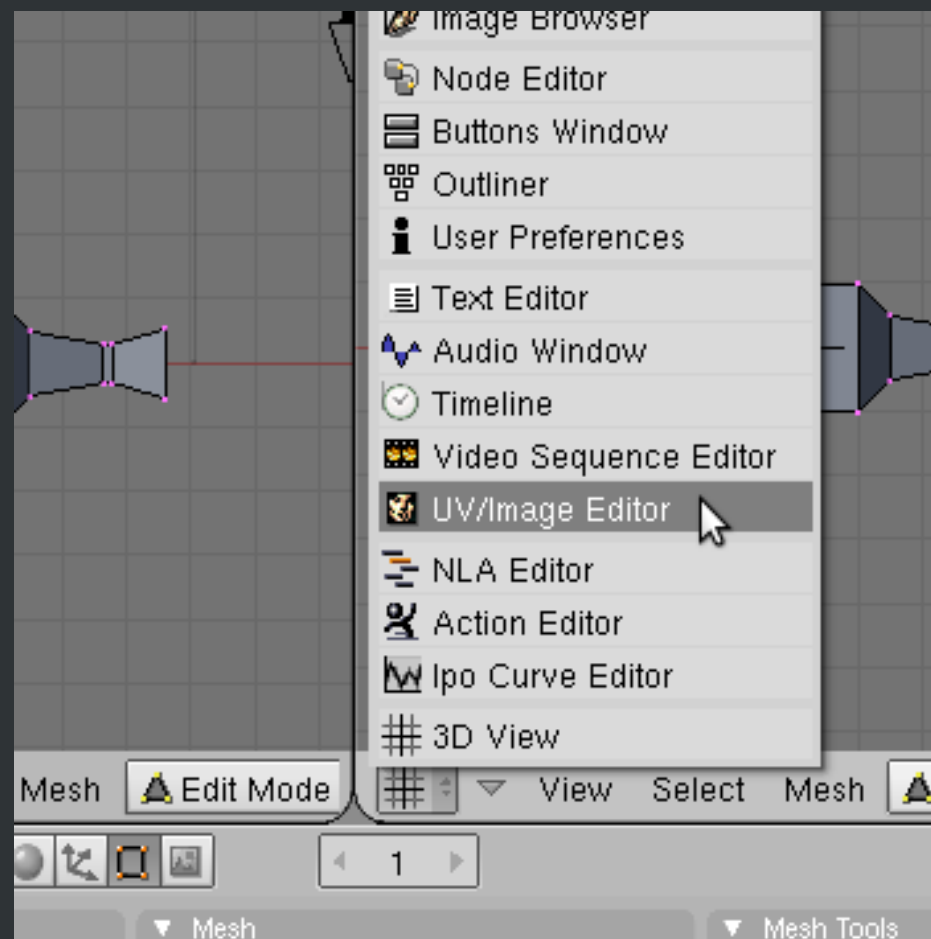 Image Browser
Node Editor
Buttons Window
Outliner
User Preferences
Text Editor
Audio Window
Timeline
Video Sequence Editor
UV/Image Editor
NLA Editor
Action Editor
Ipo Curve Editor
3D View
Mesh Edit Mode View Select Mesh
1
Mesh Mesh Tools